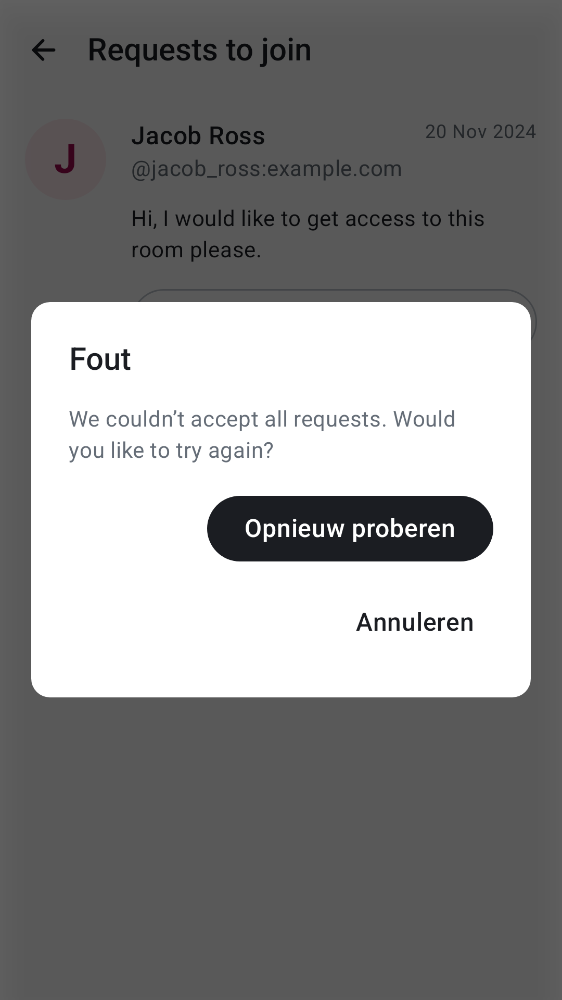 Requests to join
J
Jacob Ross
20 Nov 2024
@jacob_ross:example.com
Hi, I would like to get access to this
room please.
Fout
We couldn’t accept all requests. Would
you like to try again?
Opnieuw proberen
Annuleren